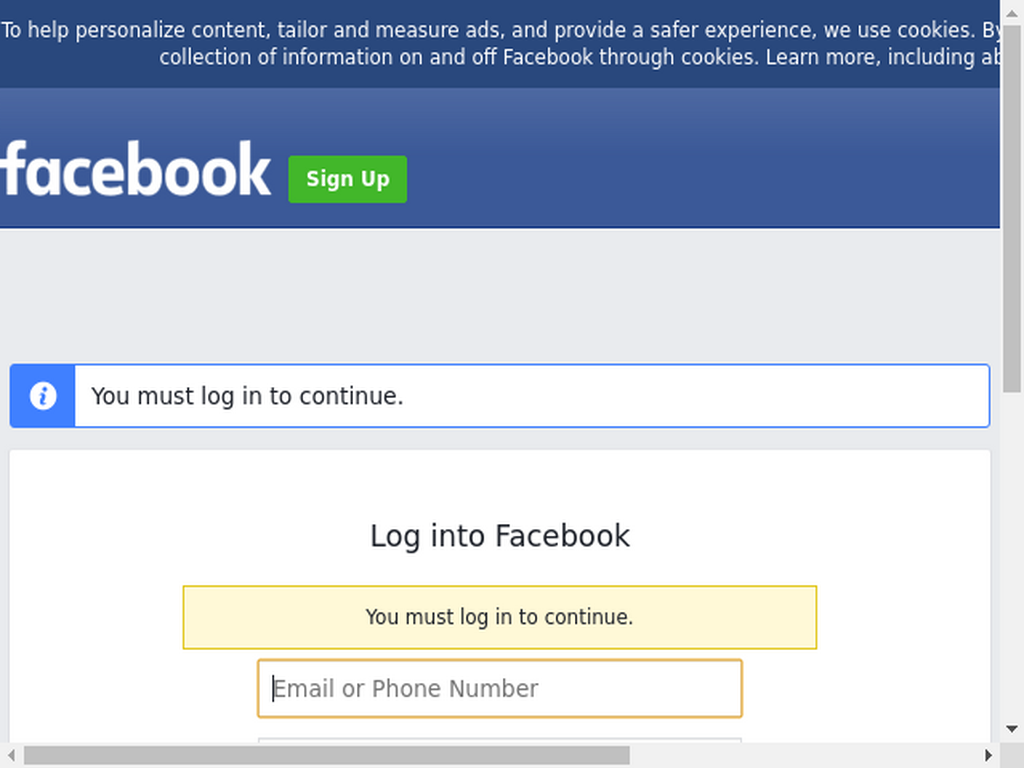 To help personalize content, tailor and measure ads, and provide a safer experience, we use cookies. By
collection of information on and off Facebook through cookies. Learn more, including ab
facebook
Sign Up
You must log in to continue.
Log into Facebook
You must log in to continue.
Email or Phone Number